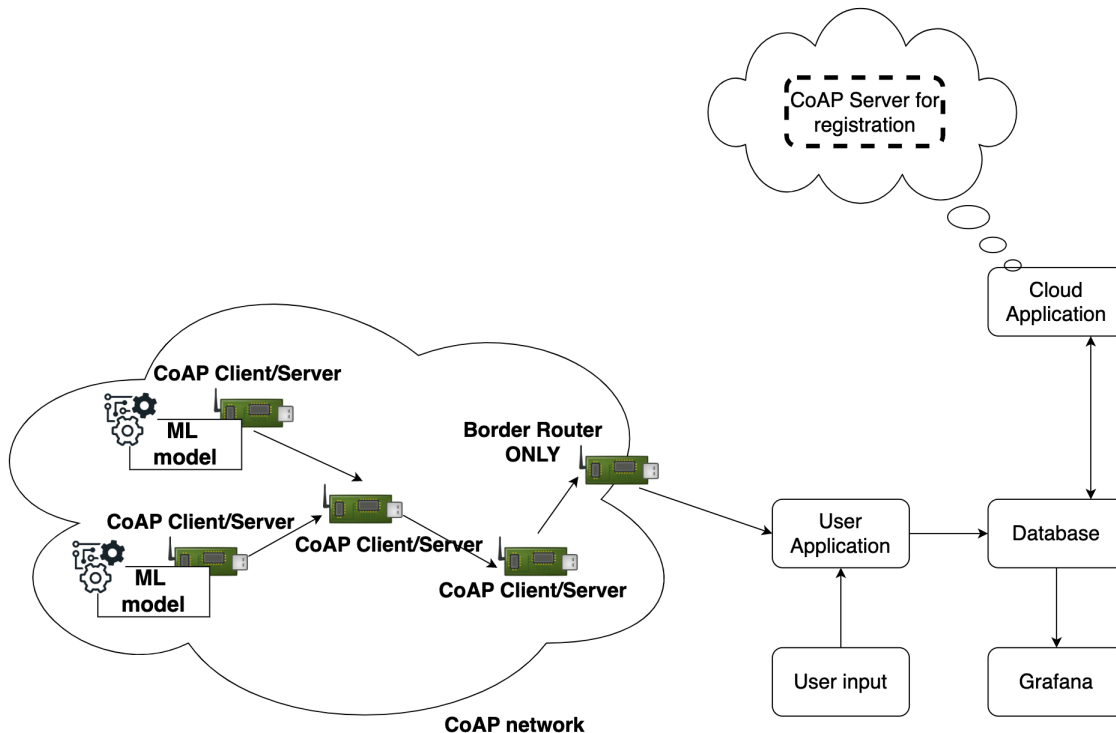 CoAP Server for
registration
Cloud
Application
CoAP Client/Server
ML
model
Border Router
ONLY
CoAP Client/Server
ML
model
CoAP Client/Server
CoAP Client/Server
User
Application
Database
User input
Grafana
CoAP network